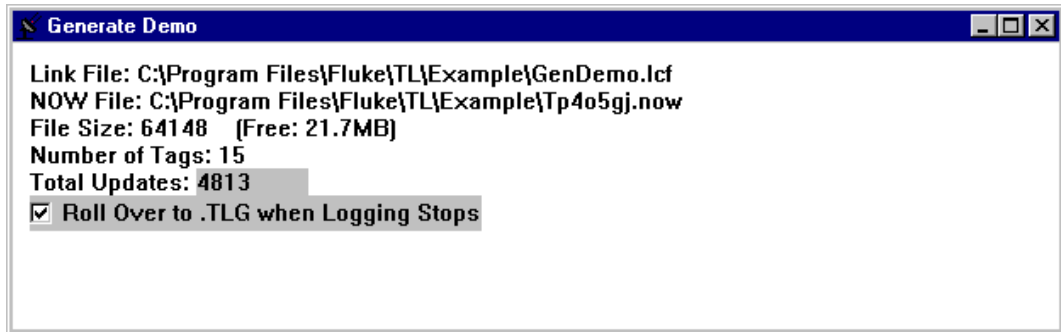 Generate Demo
Link File: C:\Program Files\Fluke\TL\Example\GenDemo.lcf
NOW File: C:\Program Files\Fluke\TL\Example\Tp4o5gj.now
File Size: 64148 (Free: 21.7MB)
Number of Tags: 15
Total Updates: 4813
Roll Over to .TLG when Logging Stops